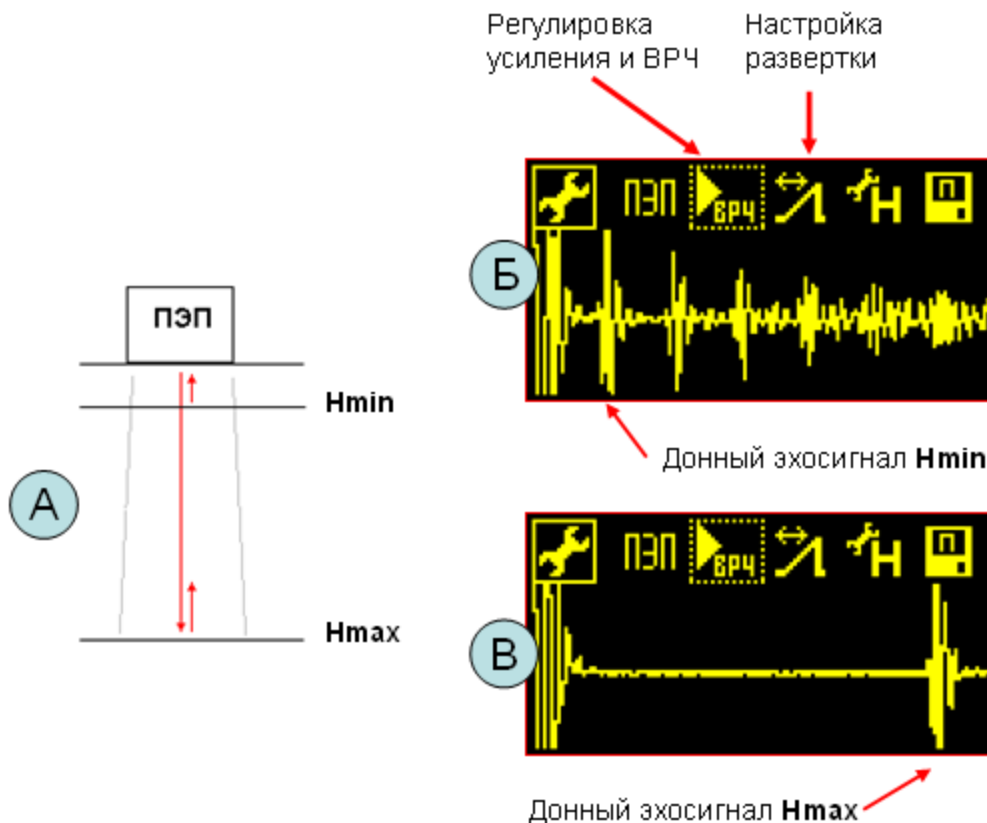 Регулировка
усиления и ВРЧ
Настройка
развертки
ПЭП ВРЧ Н П
Б
Донный эхосигнал Hmin
ПЭП
Hmin
А
Hmax
ПЭП ВРЧ Н П
В
Донный эхосигнал Hmax